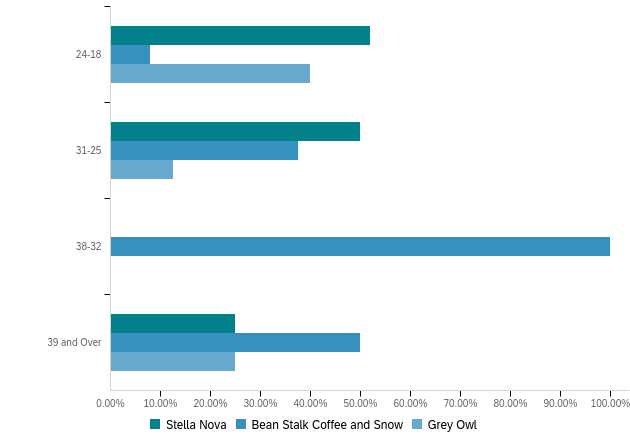 24-18
31-25
38-32
39 and Over
0.00% 10.00% 20.00% 30.00% 40.00% 50.00% 60.00% 70.00% 80.00% 90.00% 100.00%
Stella Nova Bean Stalk Coffee and Snow Grey Owl